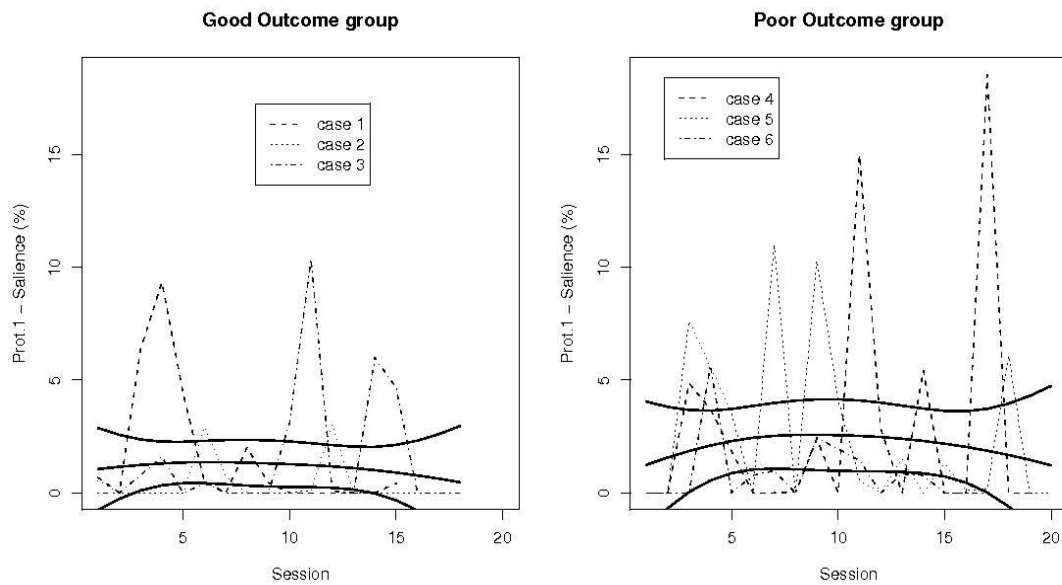 Good Outcome group
Prot.1 – Salience (%)
15
10
5
0
case 1
case 2
case 3
5
10
15
20
Session
Poor Outcome group
Prot.1 – Salience (%)
15
10
5
0
case 4
case 5
case 6
5
10
15
20
Session